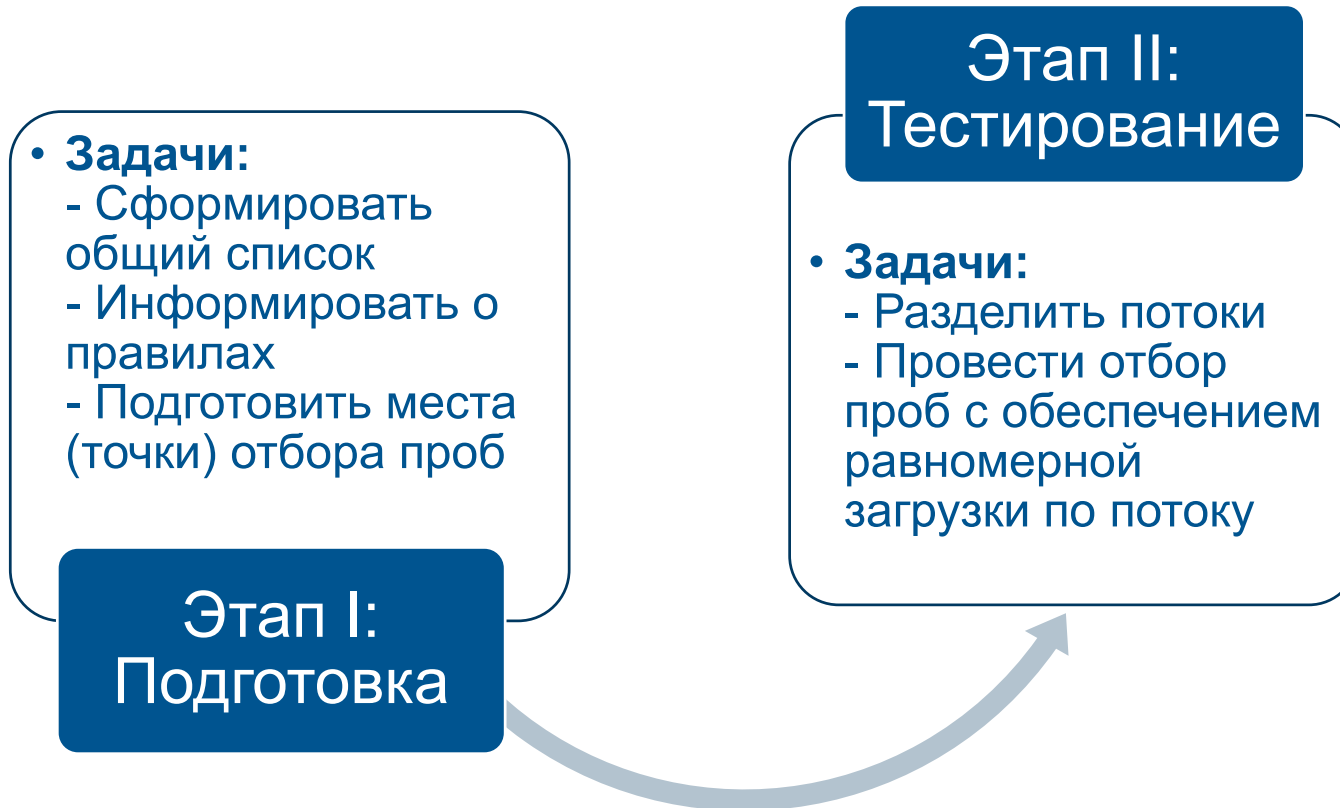 • Задачи:
- Сформировать
общий список
- Информировать о
правилах
- Подготовить места
(точки) отбора проб
Этап I:
Подготовка
Этап II:
Тестирование
• Задачи:
- Разделить потоки
- Провести отбор
проб с обеспечением
равномерной
загрузки по потоку